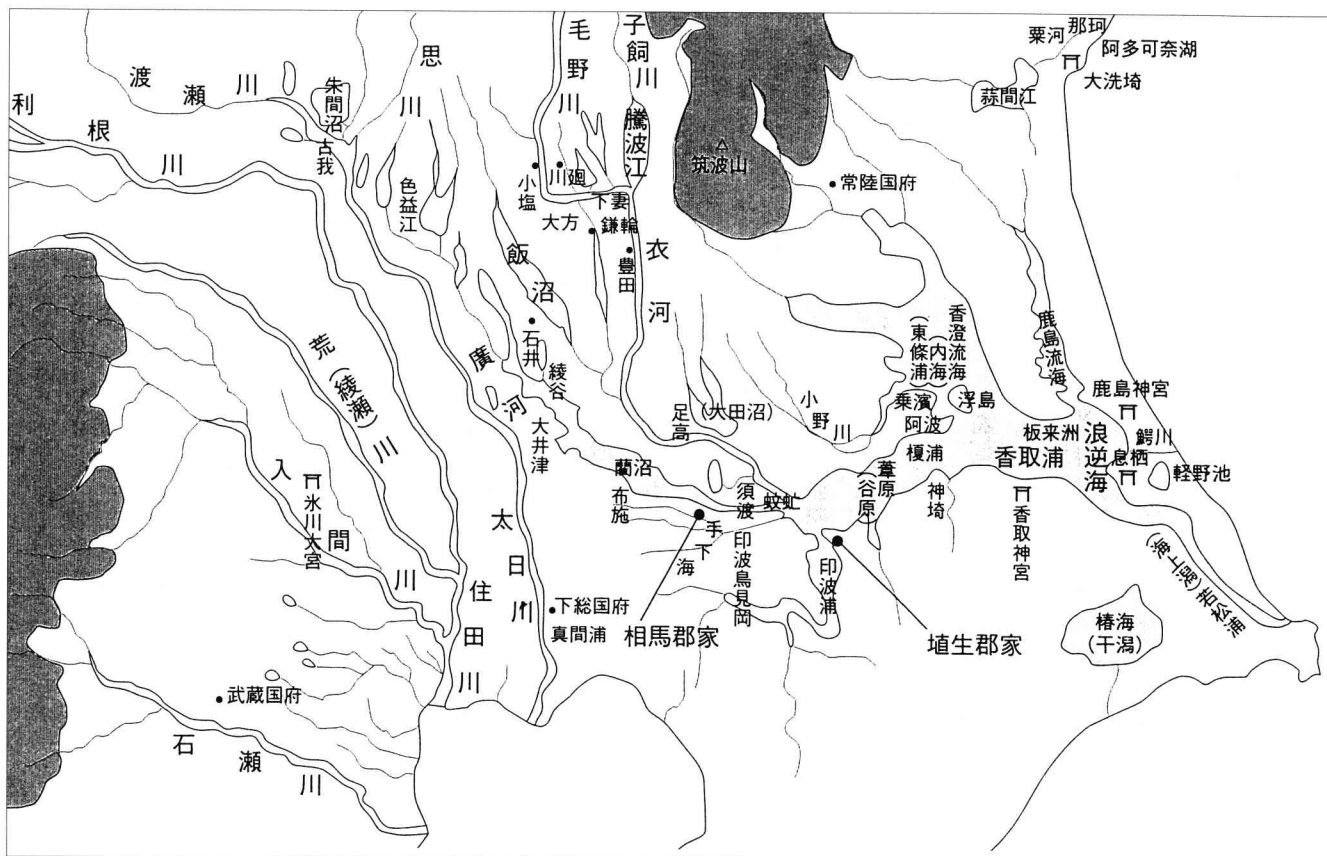 利根川
渡瀬川
朱間沼
古我
思川
色益江
毛野川
子飼川
騰波江
小塩
川廻
下妻
大方
鎌輪
豊田
衣河
飯沼
石井
綾谷
廣河
大井津
筑波山
常陸国府
粟河
那珂
阿多可奈湖
大洗埼
蒜間江
香澄流海
(内海)
(東條浦)
鹿島流海
鹿島神宮
乗濱
浮島
阿波
榎浦
板来洲
浪逆海
香取浦
鰐川
息栖
軽野池
小野川
足高
(大田沼)
藺沼
布施
須渡
蚊虻
手下海
印波鳥見岡
印波浦
葦原
(谷原)
神埼
香取神宮
(海上潟)若松浦
椿海
(干潟)
相馬郡家
埴生郡家
荒(綾瀬)川
入間川
氷川大宮
住田川
太日川
下総国府
真間浦
武蔵国府
石瀬川